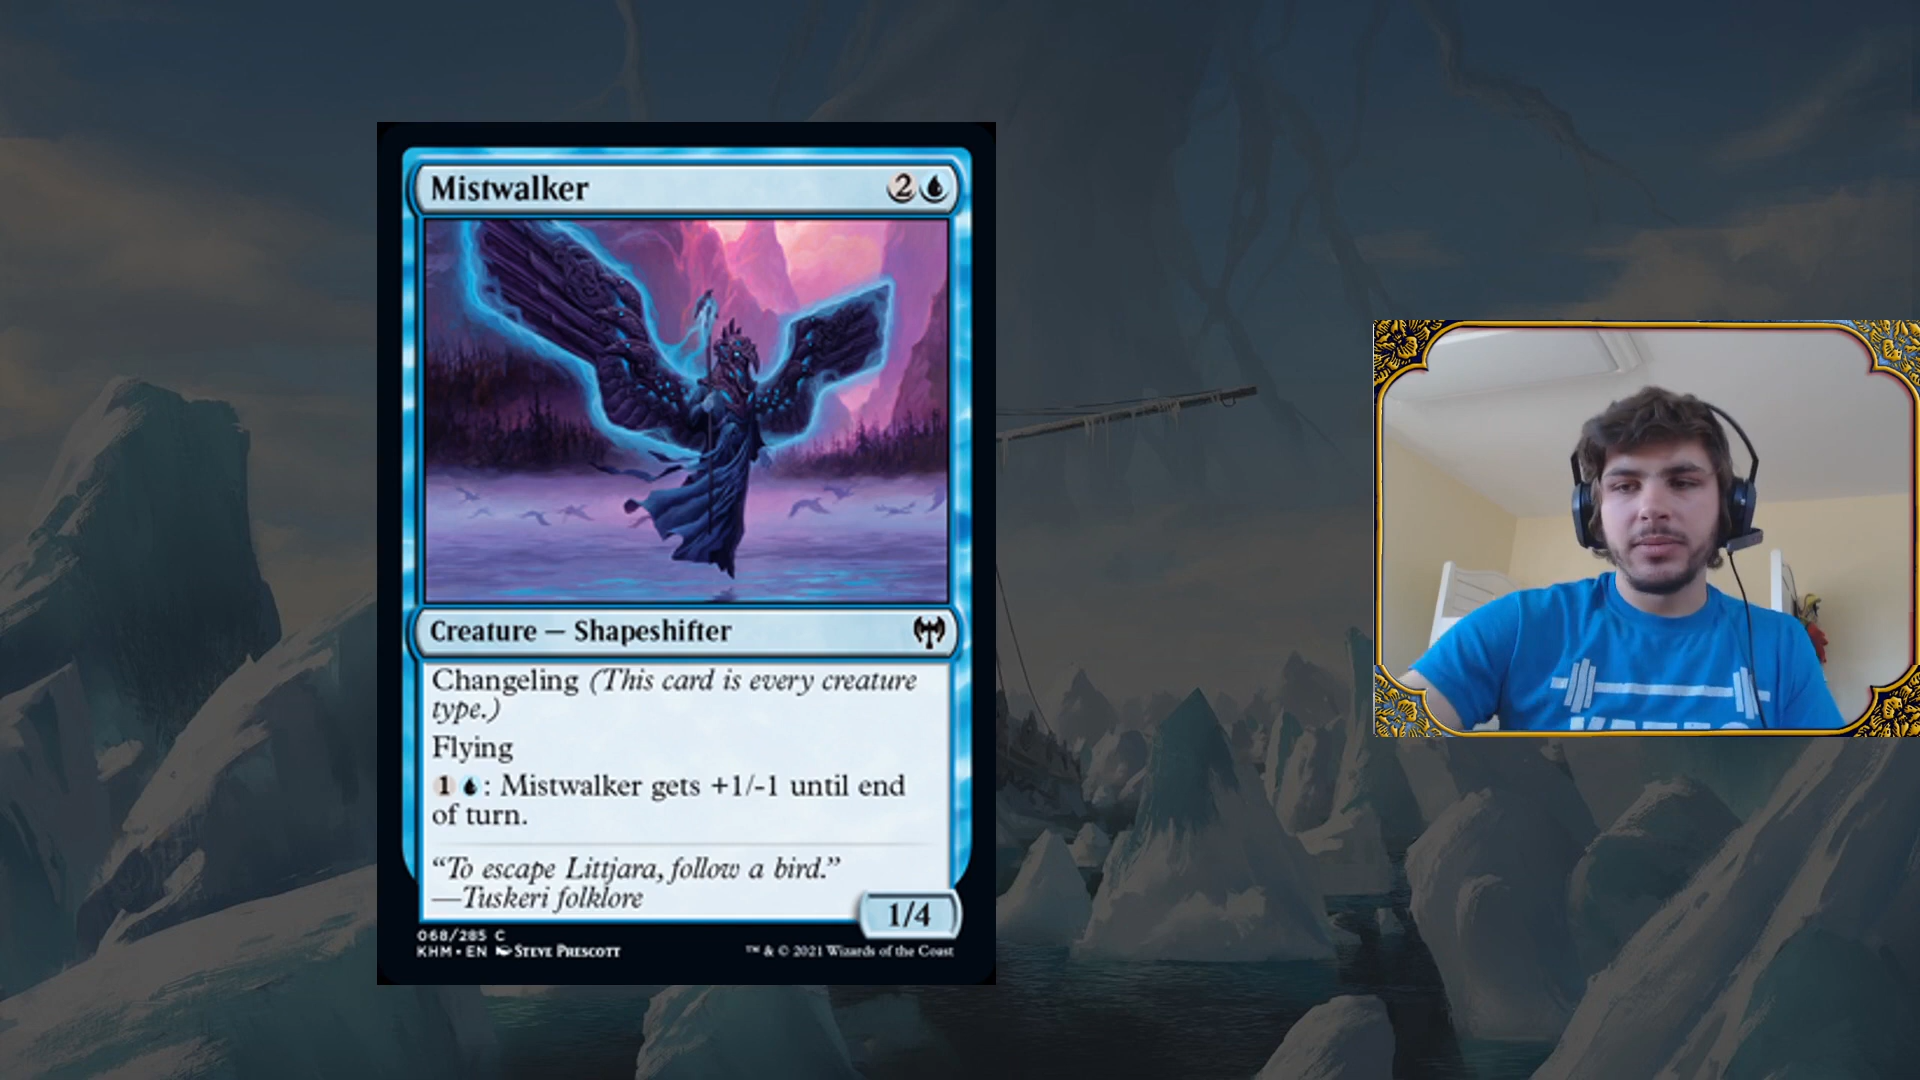 Mistwalker 2
Creature — Shapeshifter
Changeling (This card is every creature
type.)
Flying
1 : Mistwalker gets +1/-1 until end
of turn.
“To escape Littjara, follow a bird.”
—Tuskeri folklore
1/4
068/285 C
KHM • EN Steve Prescott ™ & © 2021 Wizards of the Coast